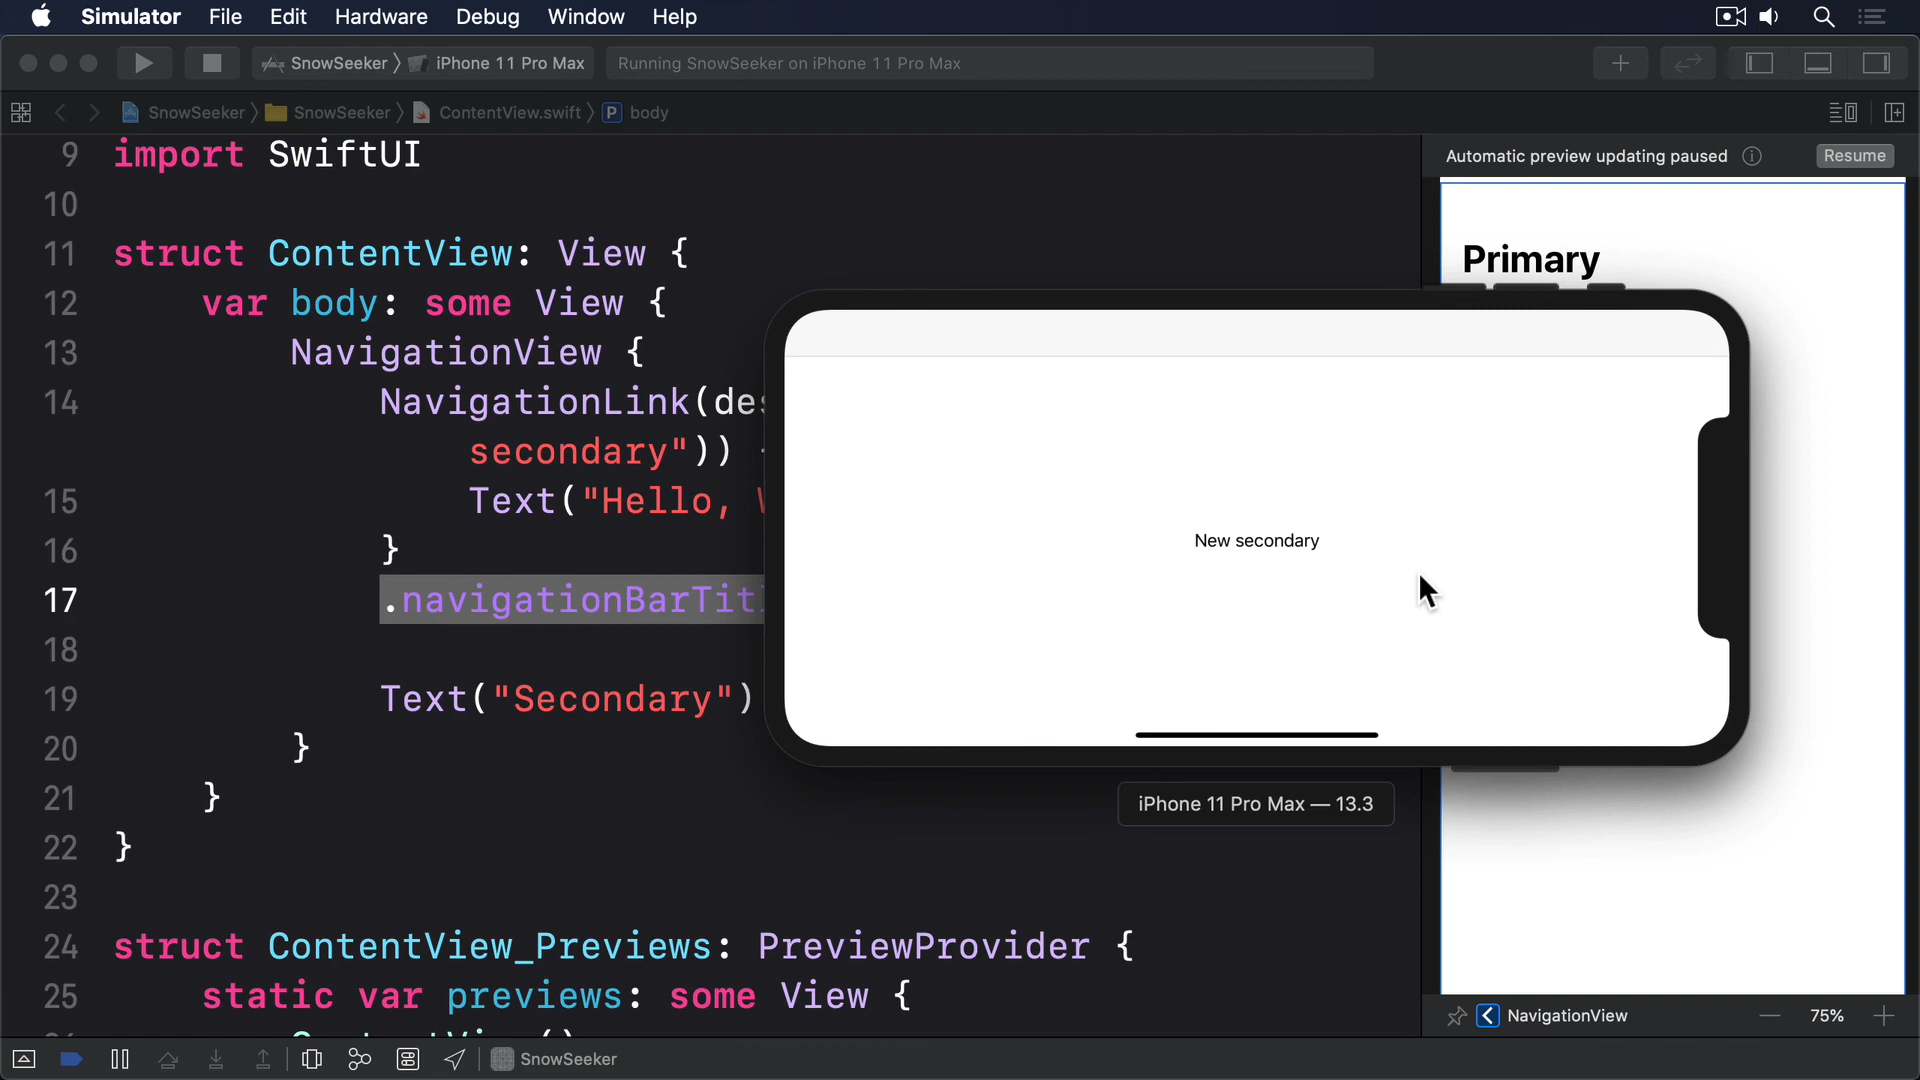 Simulator File Edit Hardware Debug Window Help
SnowSeeker iPhone 11 Pro Max Running SnowSeeker on iPhone 11 Pro Max
SnowSeeker SnowSeeker ContentView.swift P body
Automatic preview updating paused Resume
9 import SwiftUI
10
11 struct ContentView: View {
12 var body: some View {
13 NavigationView {
14 NavigationLink(des
secondary"))
15 Text("Hello,
16 }
17 .navigationBarTit
18
19 Text("Secondary")
20 }
21 }
22 }
23
24 struct ContentView_Previews: PreviewProvider {
25 static var previews: some View {
Primary
New secondary
iPhone 11 Pro Max — 13.3
NavigationView 75%
SnowSeeker